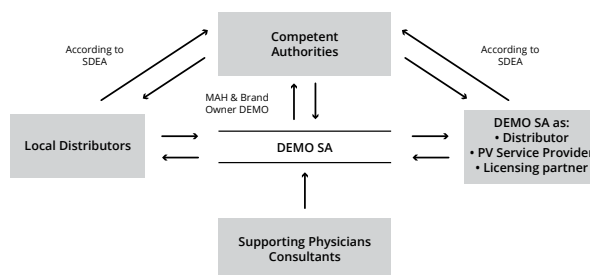 Competent
Authorities
According to
SDEA
According to
SDEA
MAH & Brand
Owner DEMO
Local Distributors
DEMO SA
DEMO SA as:
• Distributor
• PV Service Provider
• Licensing partner
Supporting Physicians
Consultants